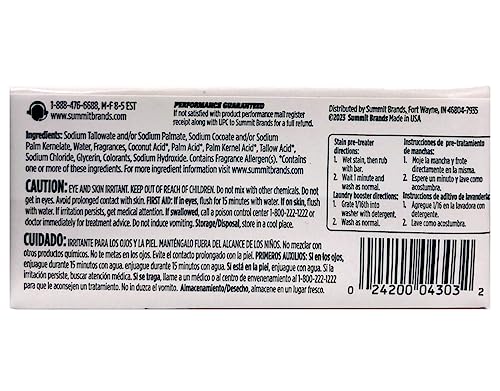 1-888-476-6688, M-F 8-5 EST
www.summitbrands.com
PERFORMANCE GUARANTEED
If not satisfied with product performance mail register
receipt along with UPC to Summit Brands for a full refund.
Distributed by Summit Brands, Fort Wayne, IN 46804-7935
©2023 Summit Brands Made in USA
Ingredients: Sodium Tallowate and/or Sodium Palmate, Sodium Cocoate and/or Sodium
Palm Kernelate, Water, Fragrances, Coconut Acid*, Palm Acid*, Palm Kernel Acid*, Tallow Acid*,
Sodium Chloride, Glycerin, Colorants, Sodium Hydroxide. Contains Fragrance Allergen(s). *Contains
one or more of these ingredients. For more ingredient information visit www.summitbrands.com.
CAUTION: EYE AND SKIN IRRITANT. KEEP OUT OF REACH OF CHILDREN. Do not mix with other chemicals. Do not
get in eyes. Avoid prolonged contact with skin. FIRST AID: If in eyes, flush for 15 minutes with water. If on skin, flush
with water. If irritation persists, get medical attention. If swallowed, call a poison control center 1-800-222-1222
or doctor immediately. Do not induce vomiting. Storage/Disposal, store in a cool place.
CUIDADO: IRRITANTE PARA LOS OJOS Y LA PIEL. MANTÉNGALO FUERA DEL ALCANCE DE LOS NIÑOS. No mezclar con
otros productos químicos. No te metas en los ojos. Evite el contacto prolongado con la piel. PRIMEROS AUXILIOS: Si en los ojos,
enjuague durante 15 minutos con agua. enjuague durante 15 minutos con agua. Si está en la piel, enjuague con agua. Si la
irritación persiste, buscar atención médica. Si se traga, llame a un médico o al centro de envenenamiento al 1-800-222-1222
para que le aconsejen un tratamiento. No in duzca el vomito. Almacenamiento/Desecho, almacene en un lugar fresco.
Stain pre-treater
directions:
1. Wet stain, then rub
with bar.
2. Wait 1 minute and
wash as normal.
Laundry booster directions:
1. Grate 1/16th into
washer with detergent.
2. Wash as normal.
Instrucciones de pre-tratamiento
de manchas:
1. Moje la mancha y frote
directamente en la misma.
2. Espere un minuto y lave
como acostumbra.
Instrucciones de aditivo de lavandería:
1. Agregue 1/16 en la lavadora con
detergente.
2. Lave como acostumbra.
0 24200 04303 2